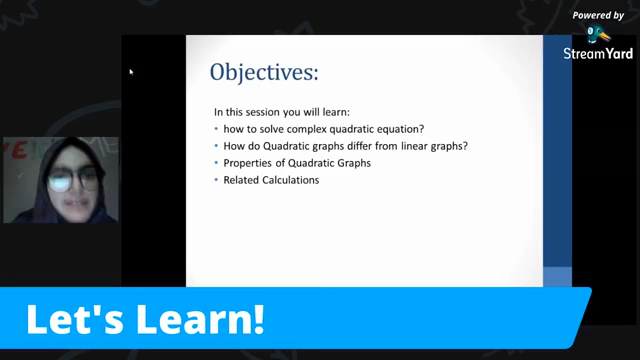 Powered by
StreamYard
Objectives:
In this session you will learn:
• how to solve complex quadratic equation?
• How do Quadratic graphs differ from linear graphs?
• Properties of Quadratic Graphs
• Related Calculations
Let's Learn!